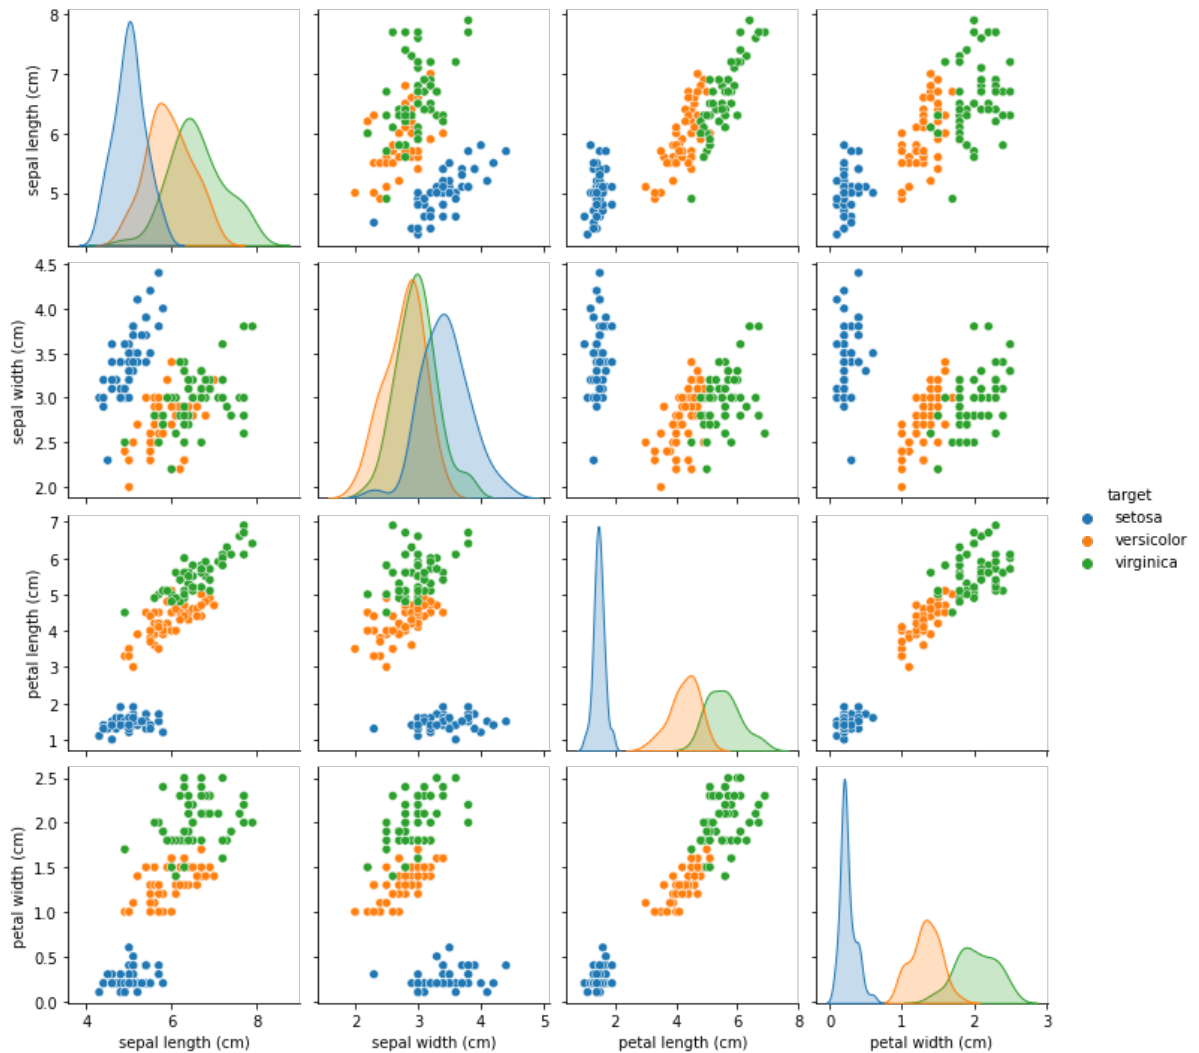 8
7
6
5
sepal length (cm)
4.5
4.0
3.5
3.0
2.5
2.0
sepal width (cm)
target
setosa
versicolor
virginica
7
6
5
4
3
2
1
petal length (cm)
2.5
2.0
1.5
1.0
0.5
0.0
petal width (cm)
4 6 8
sepal length (cm)
2 3 4 5
sepal width (cm)
2 4 6 8
petal length (cm)
0 1 2 3
petal width (cm)